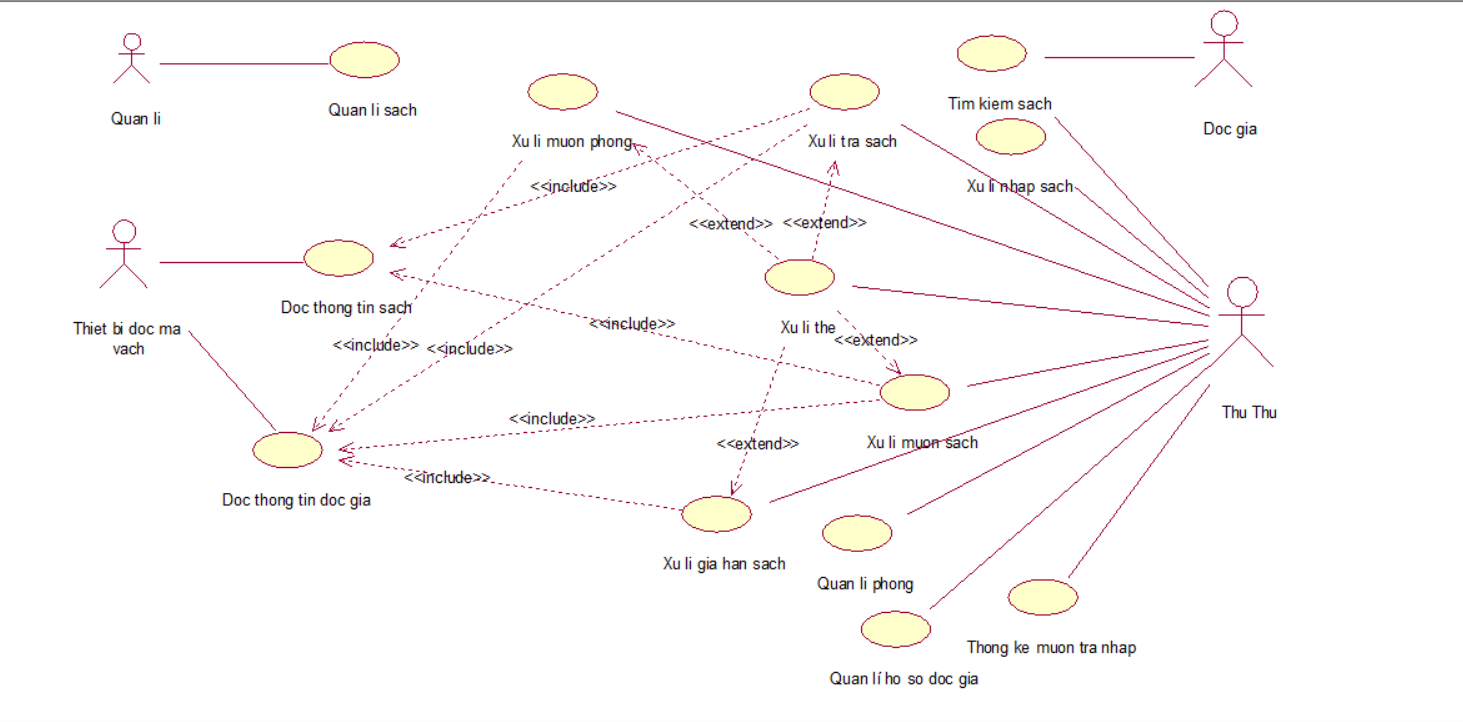 Quan li
Quan li sach
Xu li muon phong
Xu li tra sach
Tim kiem sach
Doc gia
Xu li nhap sach
<<include>>
<<extend>>
<<extend>>
Doc thong tin sach
Thiet bi doc ma
vach
<<include>>
Xu li the
<<extend>>
<<include>>
<<include>>
Thu Thu
<<include>>
Xu li muon sach
<<extend>>
<<include>>
Doc thong tin doc gia
Xu li gia han sach
Quan li phong
Thong ke muon tra nhap
Quan lí ho so doc gia